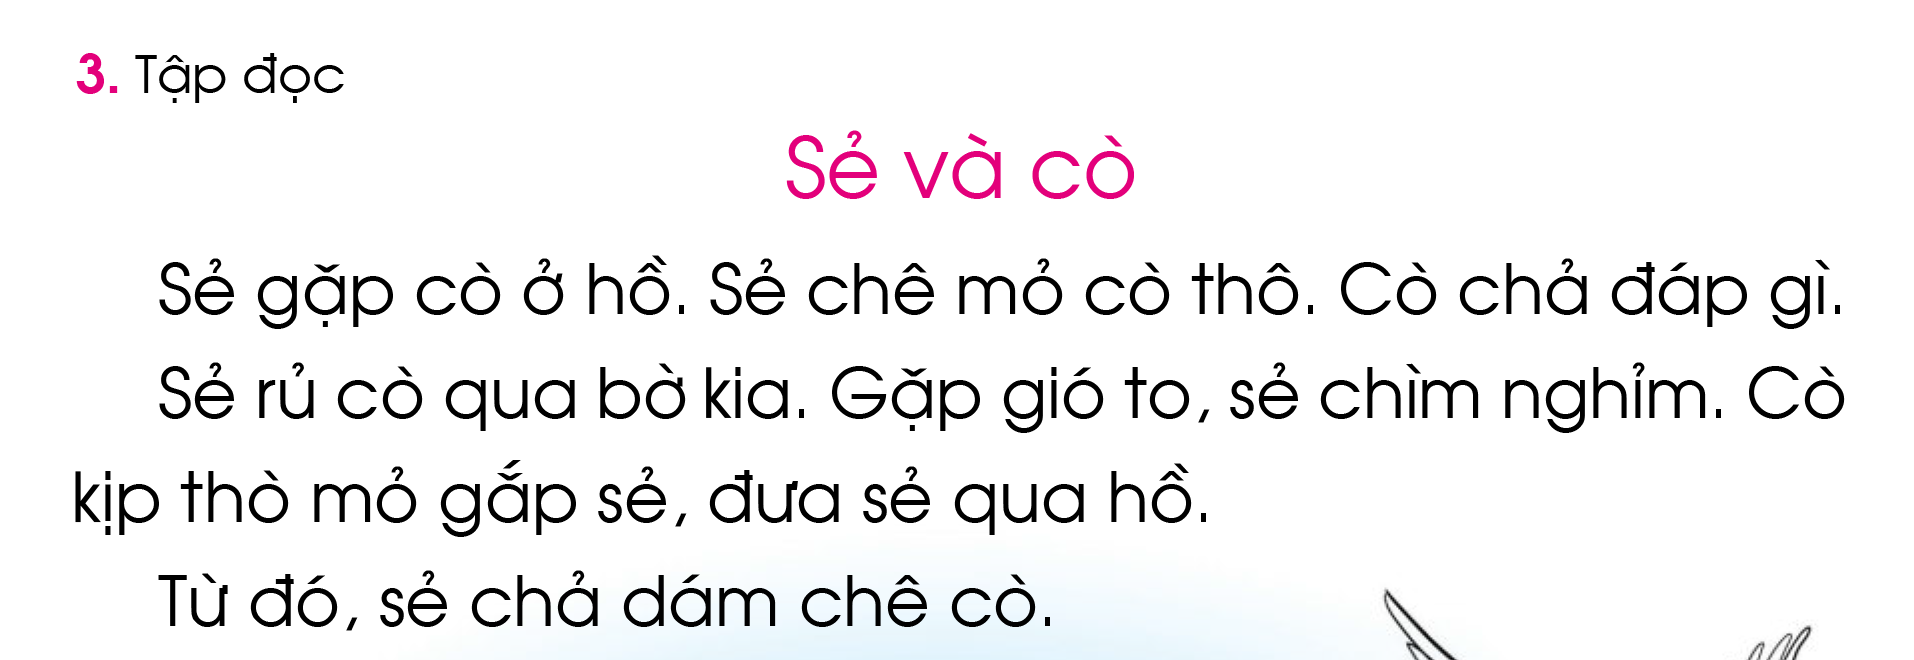 3. Tập đọc
Sẻ và cò
Sẻ gặp cò ở hồ. Sẻ chê mỏ cò thô. Cò chả đáp gì.
Sẻ rủ cò qua bờ kia. Gặp gió to, sẻ chìm nghỉm. Cò
kịp thò mỏ gắp sẻ, đưa sẻ qua hồ.
Từ đó, sẻ chả dám chê cò.